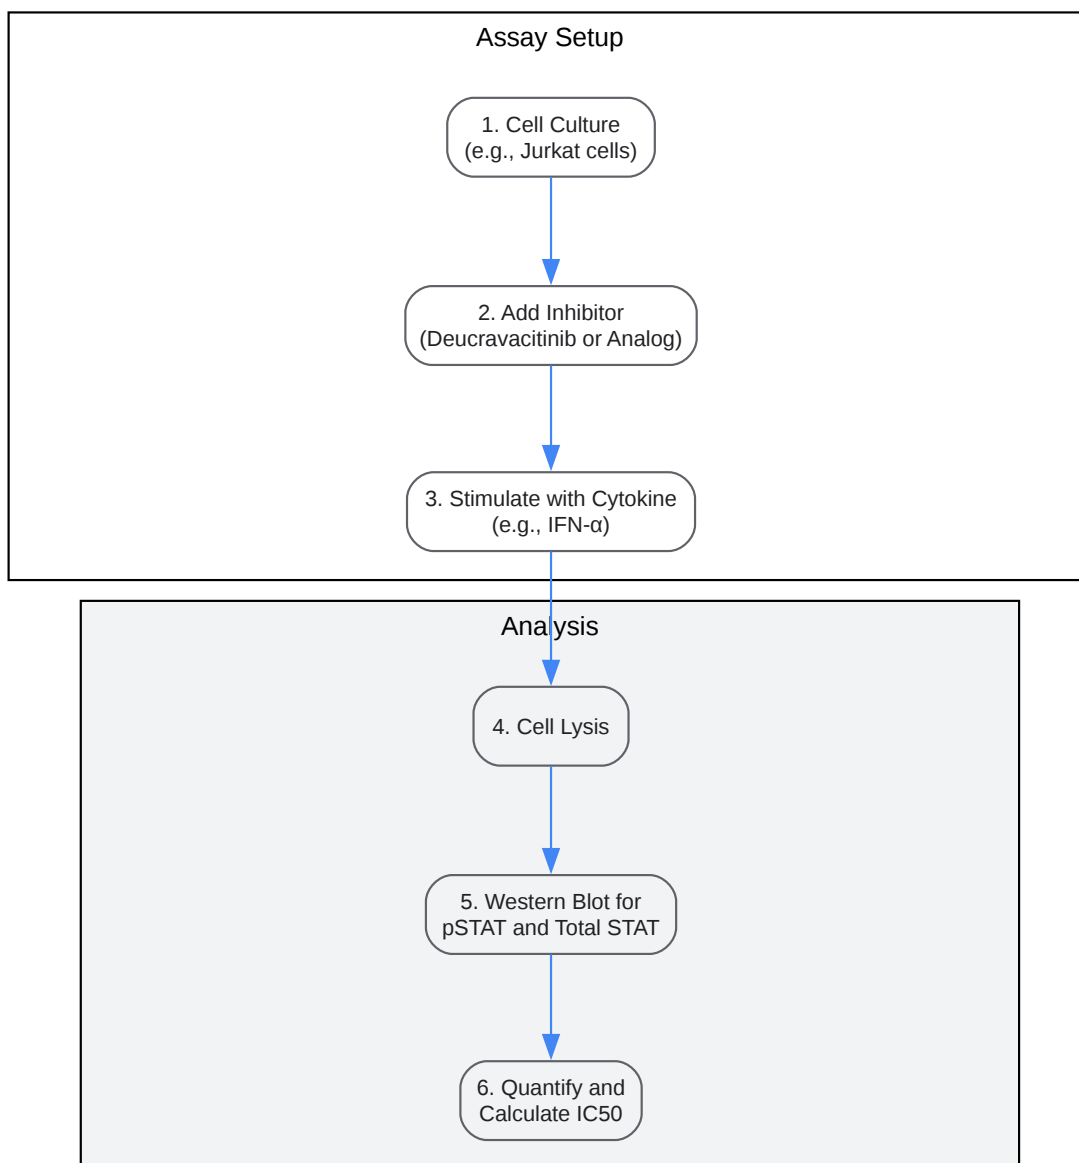 Assay Setup
1. Cell Culture
(e.g., Jurkat cells)
2. Add Inhibitor
(Deucravacitinib or Analog)
3. Stimulate with Cytokine
(e.g., IFN-α)
Analysis
4. Cell Lysis
5. Western Blot for
pSTAT and Total STAT
6. Quantify and
Calculate IC50